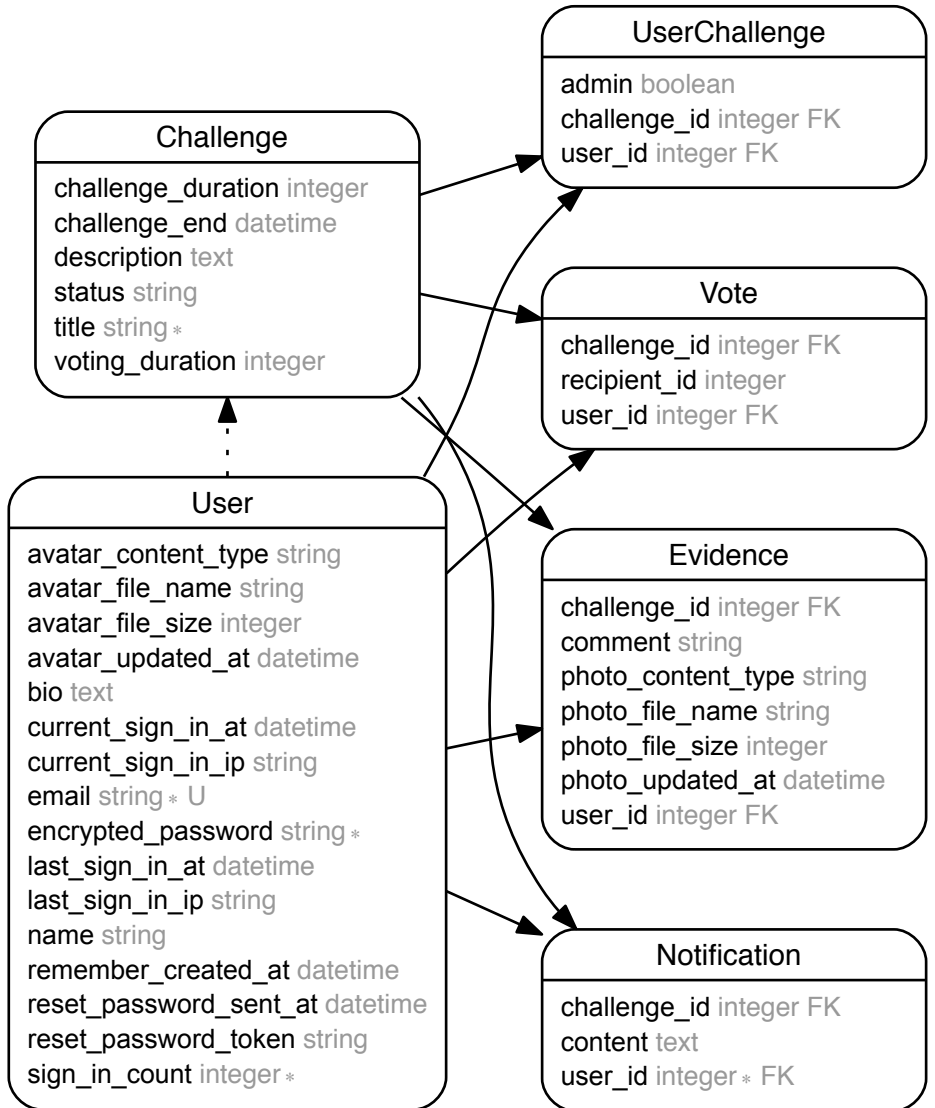 UserChallenge
admin boolean
challenge_id integer FK
user_id integer FK
Challenge
challenge_duration integer
challenge_end datetime
description text
status string
title string ∗
voting_duration integer
Vote
challenge_id integer FK
recipient_id integer
user_id integer FK
User
avatar_content_type string
avatar_file_name string
avatar_file_size integer
avatar_updated_at datetime
bio text
current_sign_in_at datetime
current_sign_in_ip string
email string ∗ U
encrypted_password string ∗
last_sign_in_at datetime
last_sign_in_ip string
name string
remember_created_at datetime
reset_password_sent_at datetime
reset_password_token string
sign_in_count integer ∗
Evidence
challenge_id integer FK
comment string
photo_content_type string
photo_file_name string
photo_file_size integer
photo_updated_at datetime
user_id integer FK
Notification
challenge_id integer FK
content text
user_id integer ∗ FK